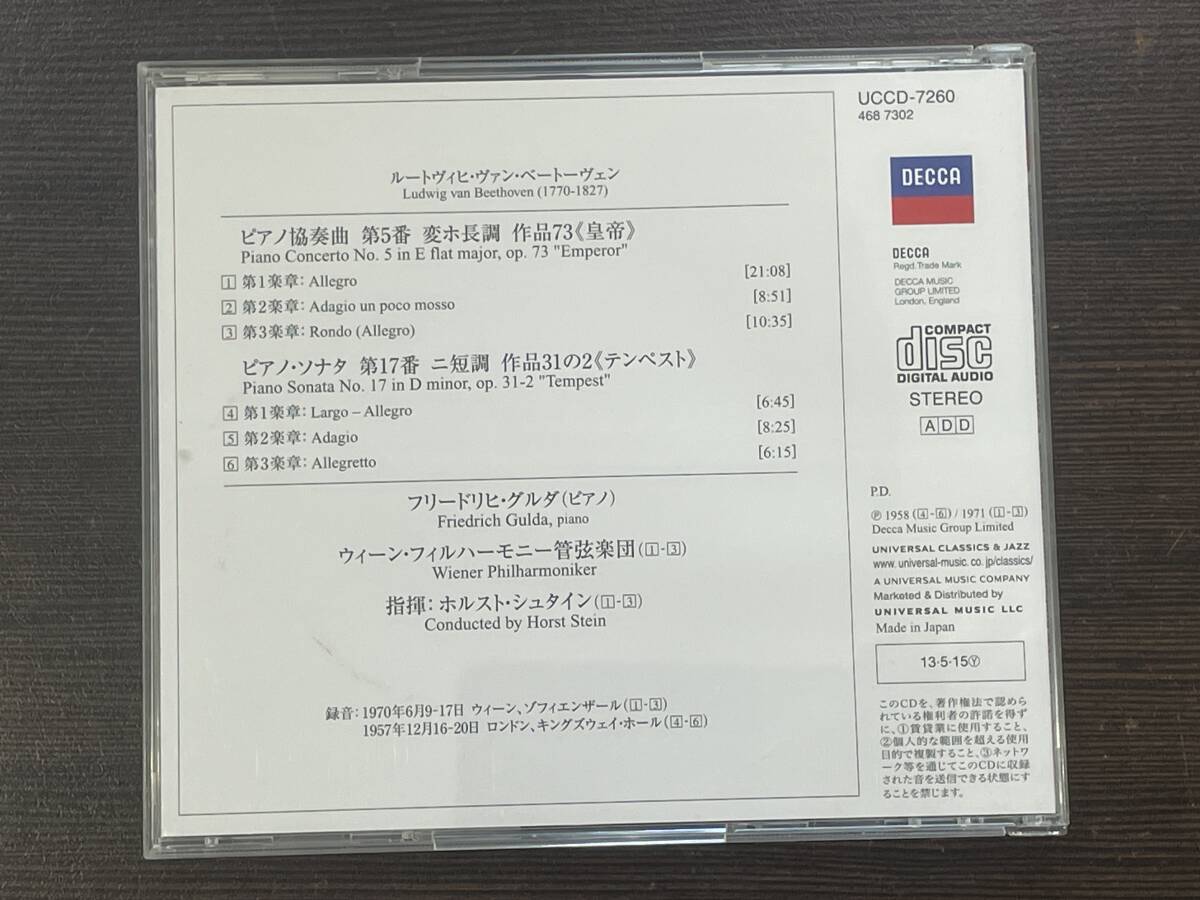 ルートヴィヒ・ヴァン・ベートーヴェン
Ludwig van Beethoven (1770-1827)
ピアノ協奏曲 第5番 変ホ長調 作品73《皇帝》
Piano Concerto No. 5 in E flat major, op. 73 "Emperor"
1 第1楽章: Allegro [21:08]
2 第2楽章: Adagio un poco mosso [8:51]
3 第3楽章: Rondo (Allegro) [10:35]
ピアノ・ソナタ 第17番 ニ短調 作品31の2《テンペスト》
Piano Sonata No. 17 in D minor, op. 31-2 "Tempest"
4 第1楽章: Largo – Allegro [6:45]
5 第2楽章: Adagio [8:25]
6 第3楽章: Allegretto [6:15]
フリードリヒ・グルダ(ピアノ)
Friedrich Gulda, piano
ウィーン・フィルハーモニー管弦楽団(1-3)
Wiener Philharmoniker
指揮: ホルスト・シュタイン(1-3)
Conducted by Horst Stein
録音: 1970年6月9-17日 ウィーン、ゾフィエンザール(1-3)
1957年12月16-20日 ロンドン、キングズウェイ・ホール(4-6)
UCCD-7260
468 7302
DECCA
DECCA
Regd. Trade Mark
DECCA MUSIC
GROUP LIMITED
London, England
COMPACT
disc
DIGITAL AUDIO
STEREO
ADD
P.D.
℗ 1958 (4-6) / 1971 (1-3)
Decca Music Group Limited
UNIVERSAL CLASSICS & JAZZ
www.universal-music.co.jp/classics/
A UNIVERSAL MUSIC COMPANY
Marketed & Distributed by
UNIVERSAL MUSIC LLC
Made in Japan
13・5・15Ⓨ
このCDを、著作権法で認めら
れている権利者の許諾を得ず
に、①賃貸業に使用すること、
②個人的な範囲を超える使用
目的で複製すること、③ネットワ
ーク等を通じてこのCDに収録
された音を送信できる状態にす
ることを禁じます。